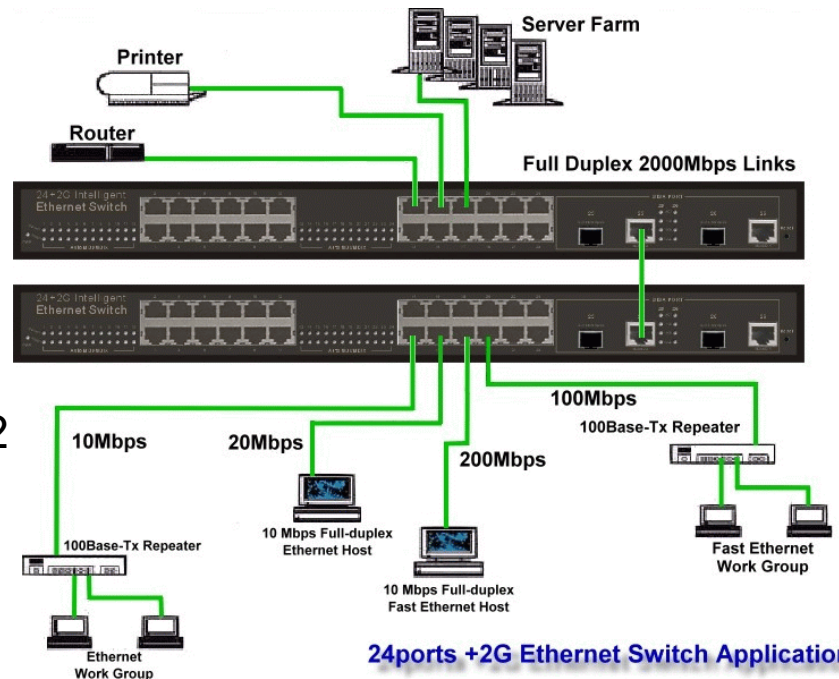 Server Farm
Printer
Router
Full Duplex 2000Mbps Links
24+2G Intelligent
Ethernet Switch
24+2G Intelligent
Ethernet Switch
2
10Mbps
20Mbps
200Mbps
100Mbps
100Base-Tx Repeater
10 Mbps Full-duplex
Ethernet Host
100Base-Tx Repeater
10 Mbps Full-duplex
Fast Ethernet Host
Fast Ethernet
Work Group
Ethernet
Work Group
24ports +2G Ethernet Switch Application